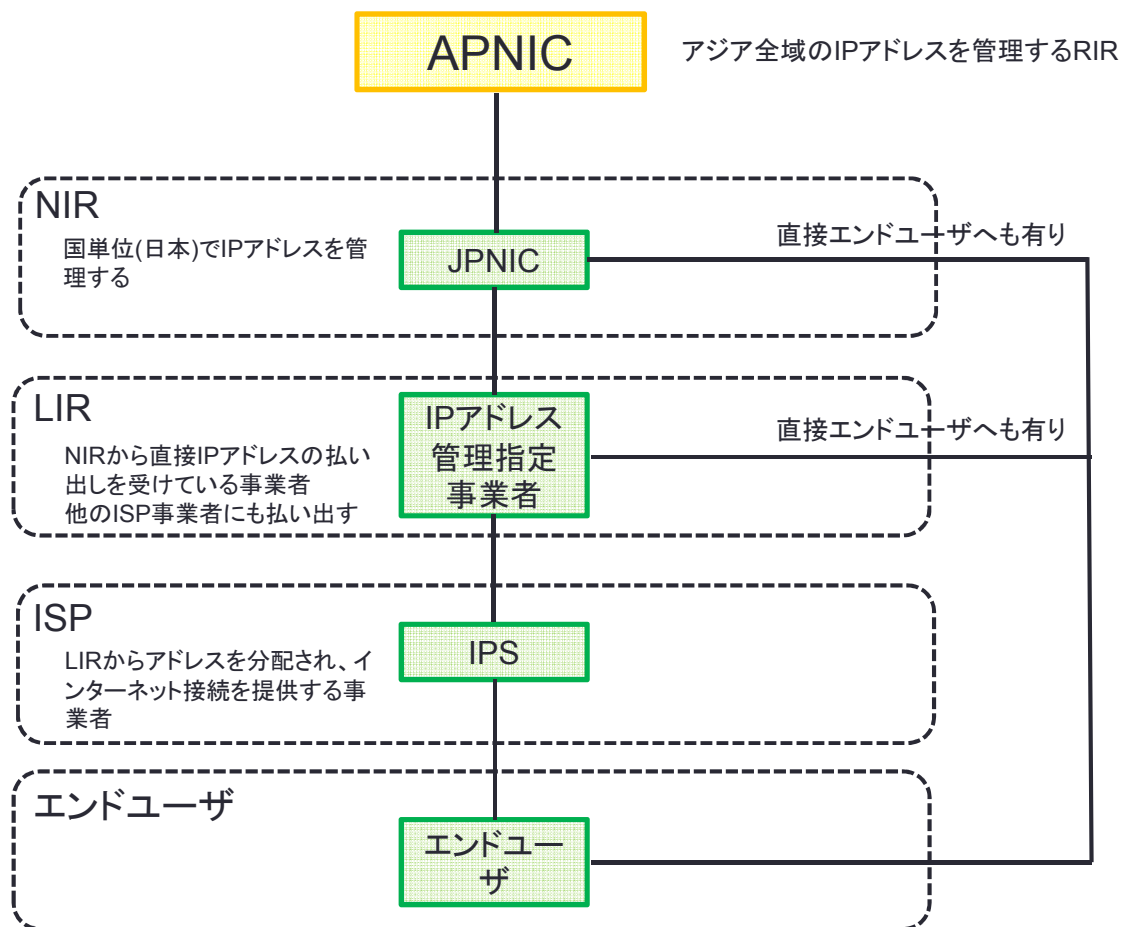 APNIC
アジア全域のIPアドレスを管理するRIR
NIR
国単位(日本)でIPアドレスを管
理する
JPNIC
直接エンドユーザへも有り
LIR
NIRから直接IPアドレスの払い
出しを受けている事業者
他のISP事業者にも払い出す
IPアドレス
管理指定
事業者
直接エンドユーザへも有り
ISP
LIRからアドレスを分配され、イ
ンターネット接続を提供する事
業者
IPS
エンドユーザ
エンドユー
ザ